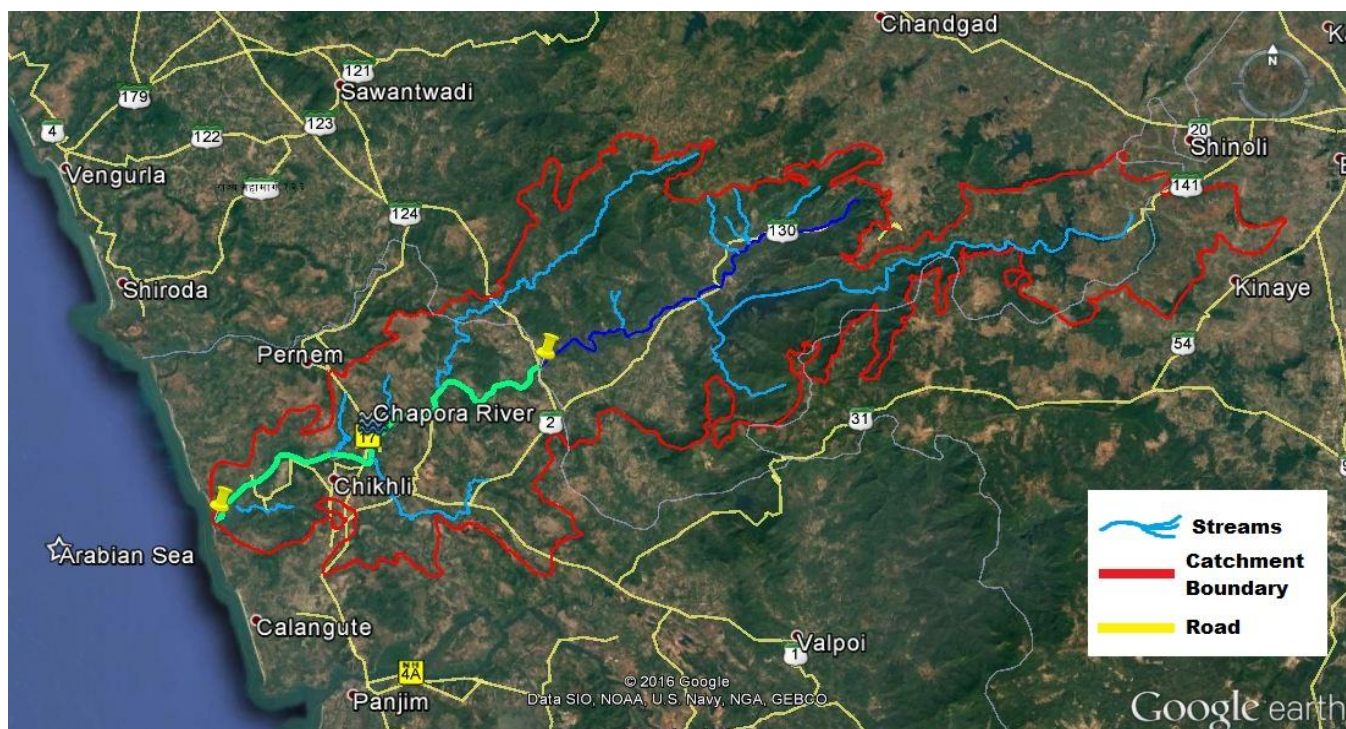 Chandgad
Ka
121
Sawantwadi
179
N
4
122
123
20
Shinoli
Vengurla
141
124
130
Shiroda
Kinaye
Pernem
54
Chapora River
17
2
31
Chikhli
Arabian Sea
Streams
Catchment
Boundary
Road
Calangute
Valpoi
1
4A
Panjim
© 2016 Google
Data SIO, NOAA, U.S. Navy, NGA, GEBCO
Google earth